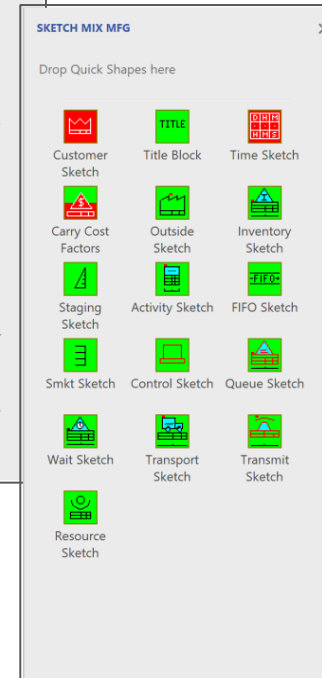 SKETCH MIX MFG
Drop Quick Shapes here
TITLE
D H M
H M S
Customer Sketch
Title Block
Time Sketch
$
I
Carry Cost Factors
Outside Sketch
Inventory Sketch
-FIFO→
Staging Sketch
Activity Sketch
FIFO Sketch
Smkt Sketch
Control Sketch
Queue Sketch
Wait Sketch
Transport Sketch
Transmit Sketch
Resource Sketch